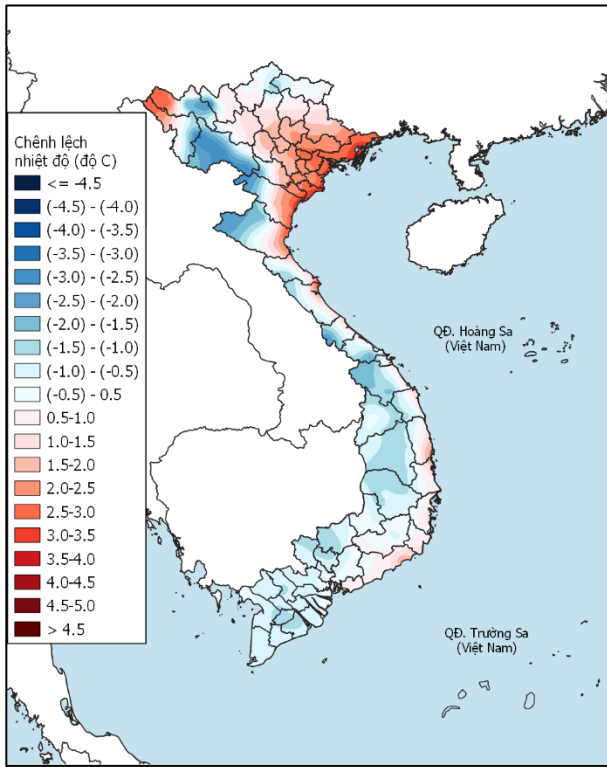 Chênh lệch
nhiệt độ (độ C)
<= -4.5
(-4.5) - (-4.0)
(-4.0) - (-3.5)
(-3.5) - (-3.0)
(-3.0) - (-2.5)
(-2.5) - (-2.0)
(-2.0) - (-1.5)
(-1.5) - (-1.0)
(-1.0) - (-0.5)
(-0.5) - 0.5
0.5-1.0
1.0-1.5
1.5-2.0
2.0-2.5
2.5-3.0
3.0-3.5
3.5-4.0
4.0-4.5
4.5-5.0
> 4.5
QĐ. Hoàng Sa
(Việt Nam)
QĐ. Trường Sa
(Việt Nam)